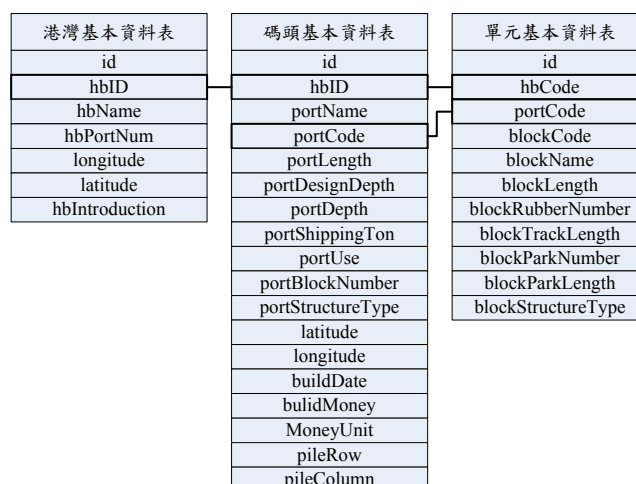 港灣基本資料表
id
hbID
hbName
hbPortNum
longitude
latitude
hbIntroduction
碼頭基本資料表
id
hbID
portName
portCode
portLength
portDesignDepth
portDepth
portShippingTon
portUse
portBlockNumber
portStructureType
latitude
longitude
buildDate
bulidMoney
MoneyUnit
pileRow
pileColumn
單元基本資料表
id
hbCode
portCode
blockCode
blockName
blockLength
blockRubberNumber
blockTrackLength
blockParkNumber
blockParkLength
blockStructureType